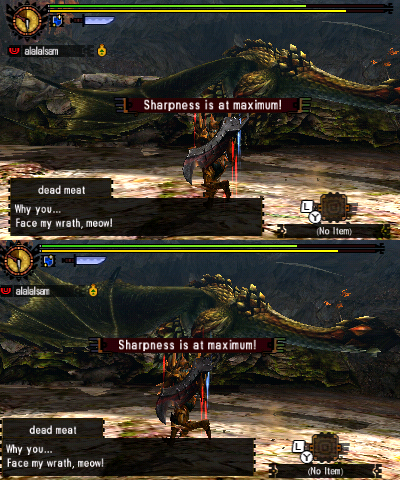 alalalsam
Sharpness is at maximum!
dead meat
Why you...
Face my wrath, meow!
L
Y
(No Item)
alalalsam
Sharpness is at maximum!
dead meat
Why you...
Face my wrath, meow!
L
Y
(No Item)